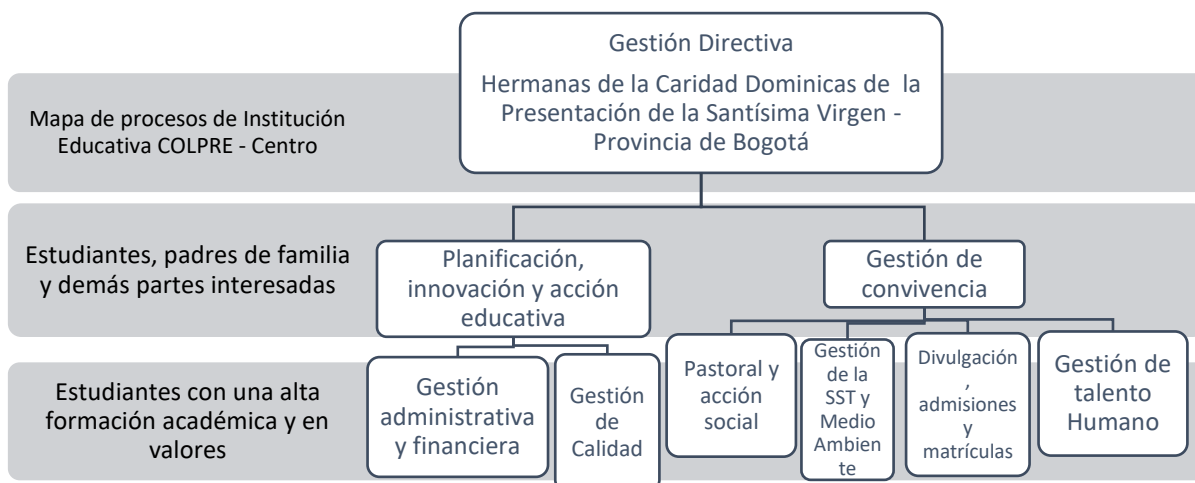 Gestión Directiva
Hermanas de la Caridad Dominicas de la
Presentación de la Santísima Virgen -
Provincia de Bogotá
Mapa de procesos de Institución
Educativa COLPRE - Centro
Estudiantes, padres de familia
y demás partes interesadas
Planificación,
innovación y acción
educativa
Gestión de
convivencia
Estudiantes con una alta
formación académica y en
valores
Gestión
administrativa
y financiera
Gestión
de
Calidad
Pastoral y
acción
social
Gestión
de la
SST y
Medio
Ambien
te
Divulgación
,
admisiones
y
matrículas
Gestión de
talento
Humano